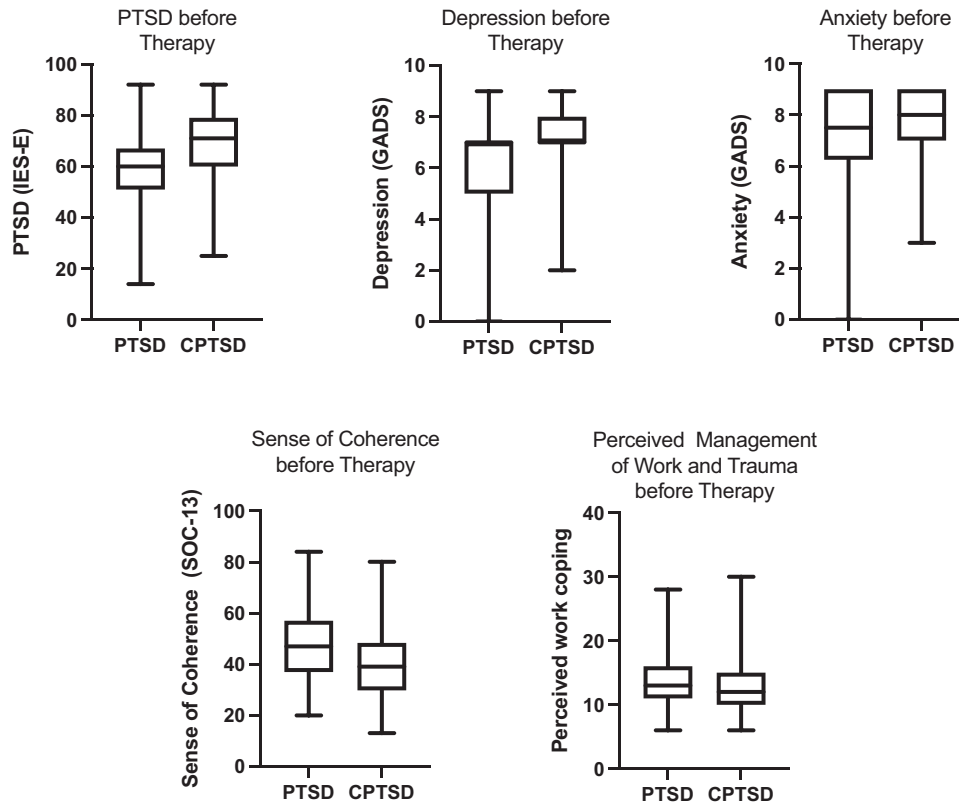 PTSD before
Therapy
PTSD (IES-E)
100
80
60
40
20
0
PTSD CPTSD
Depression before
Therapy
Depression (GADS)
10
8
6
4
2
0
PTSD CPTSD
Anxiety before
Therapy
Anxiety (GADS)
10
8
6
4
2
0
PTSD CPTSD
Sense of Coherence
before Therapy
Sense of Coherence (SOC-13)
100
80
60
40
20
0
PTSD CPTSD
Perceived Management
of Work and Trauma
before Therapy
Perceived work coping
40
30
20
10
0
PTSD CPTSD